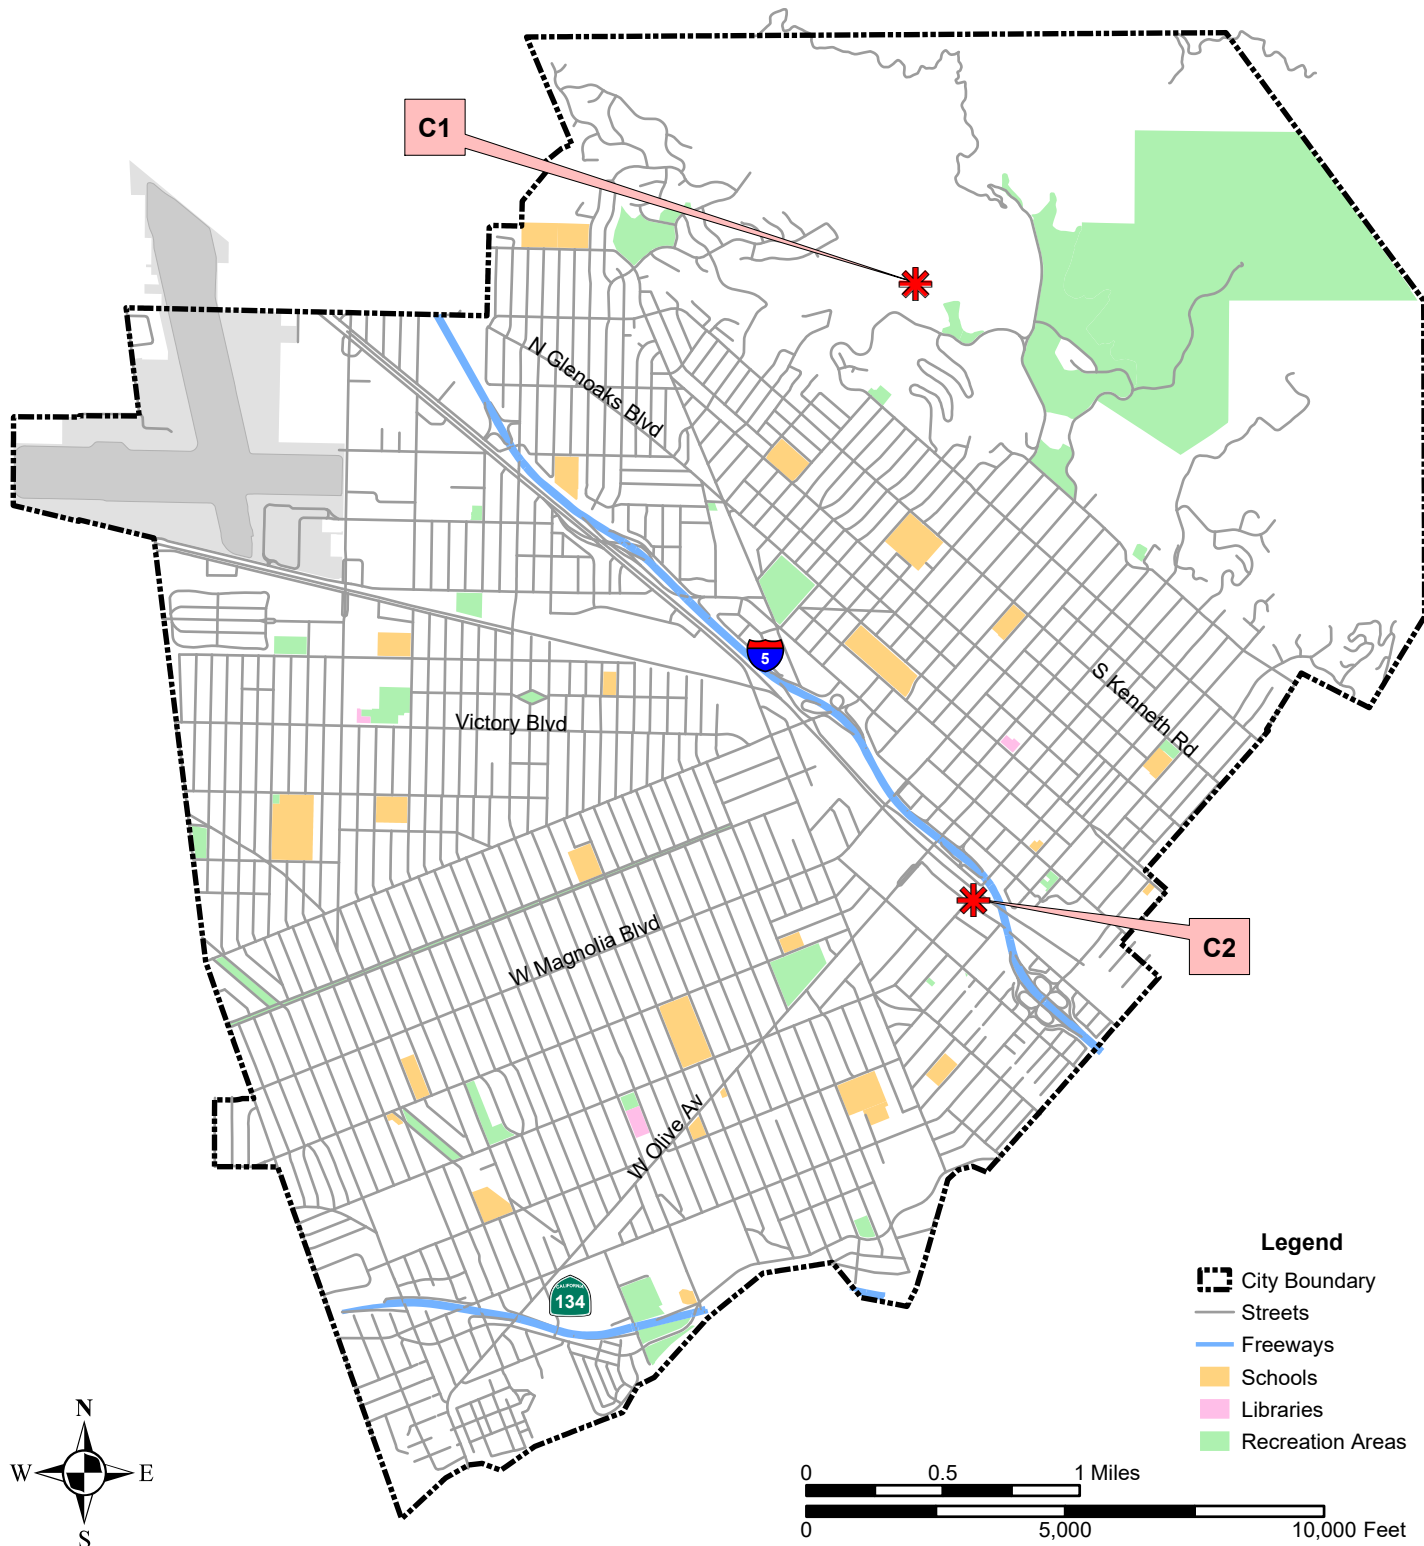 C1
N Glenoaks Blvd
5
S Kenneth Rd
Victory Blvd
W Magnolia Blvd
C2
W Olive Av
CALIFORNIA
134
Legend
City Boundary
Streets
Freeways
Schools
Libraries
Recreation Areas
N
W E
S
0 0.5 1 Miles
0 5,000 10,000 Feet